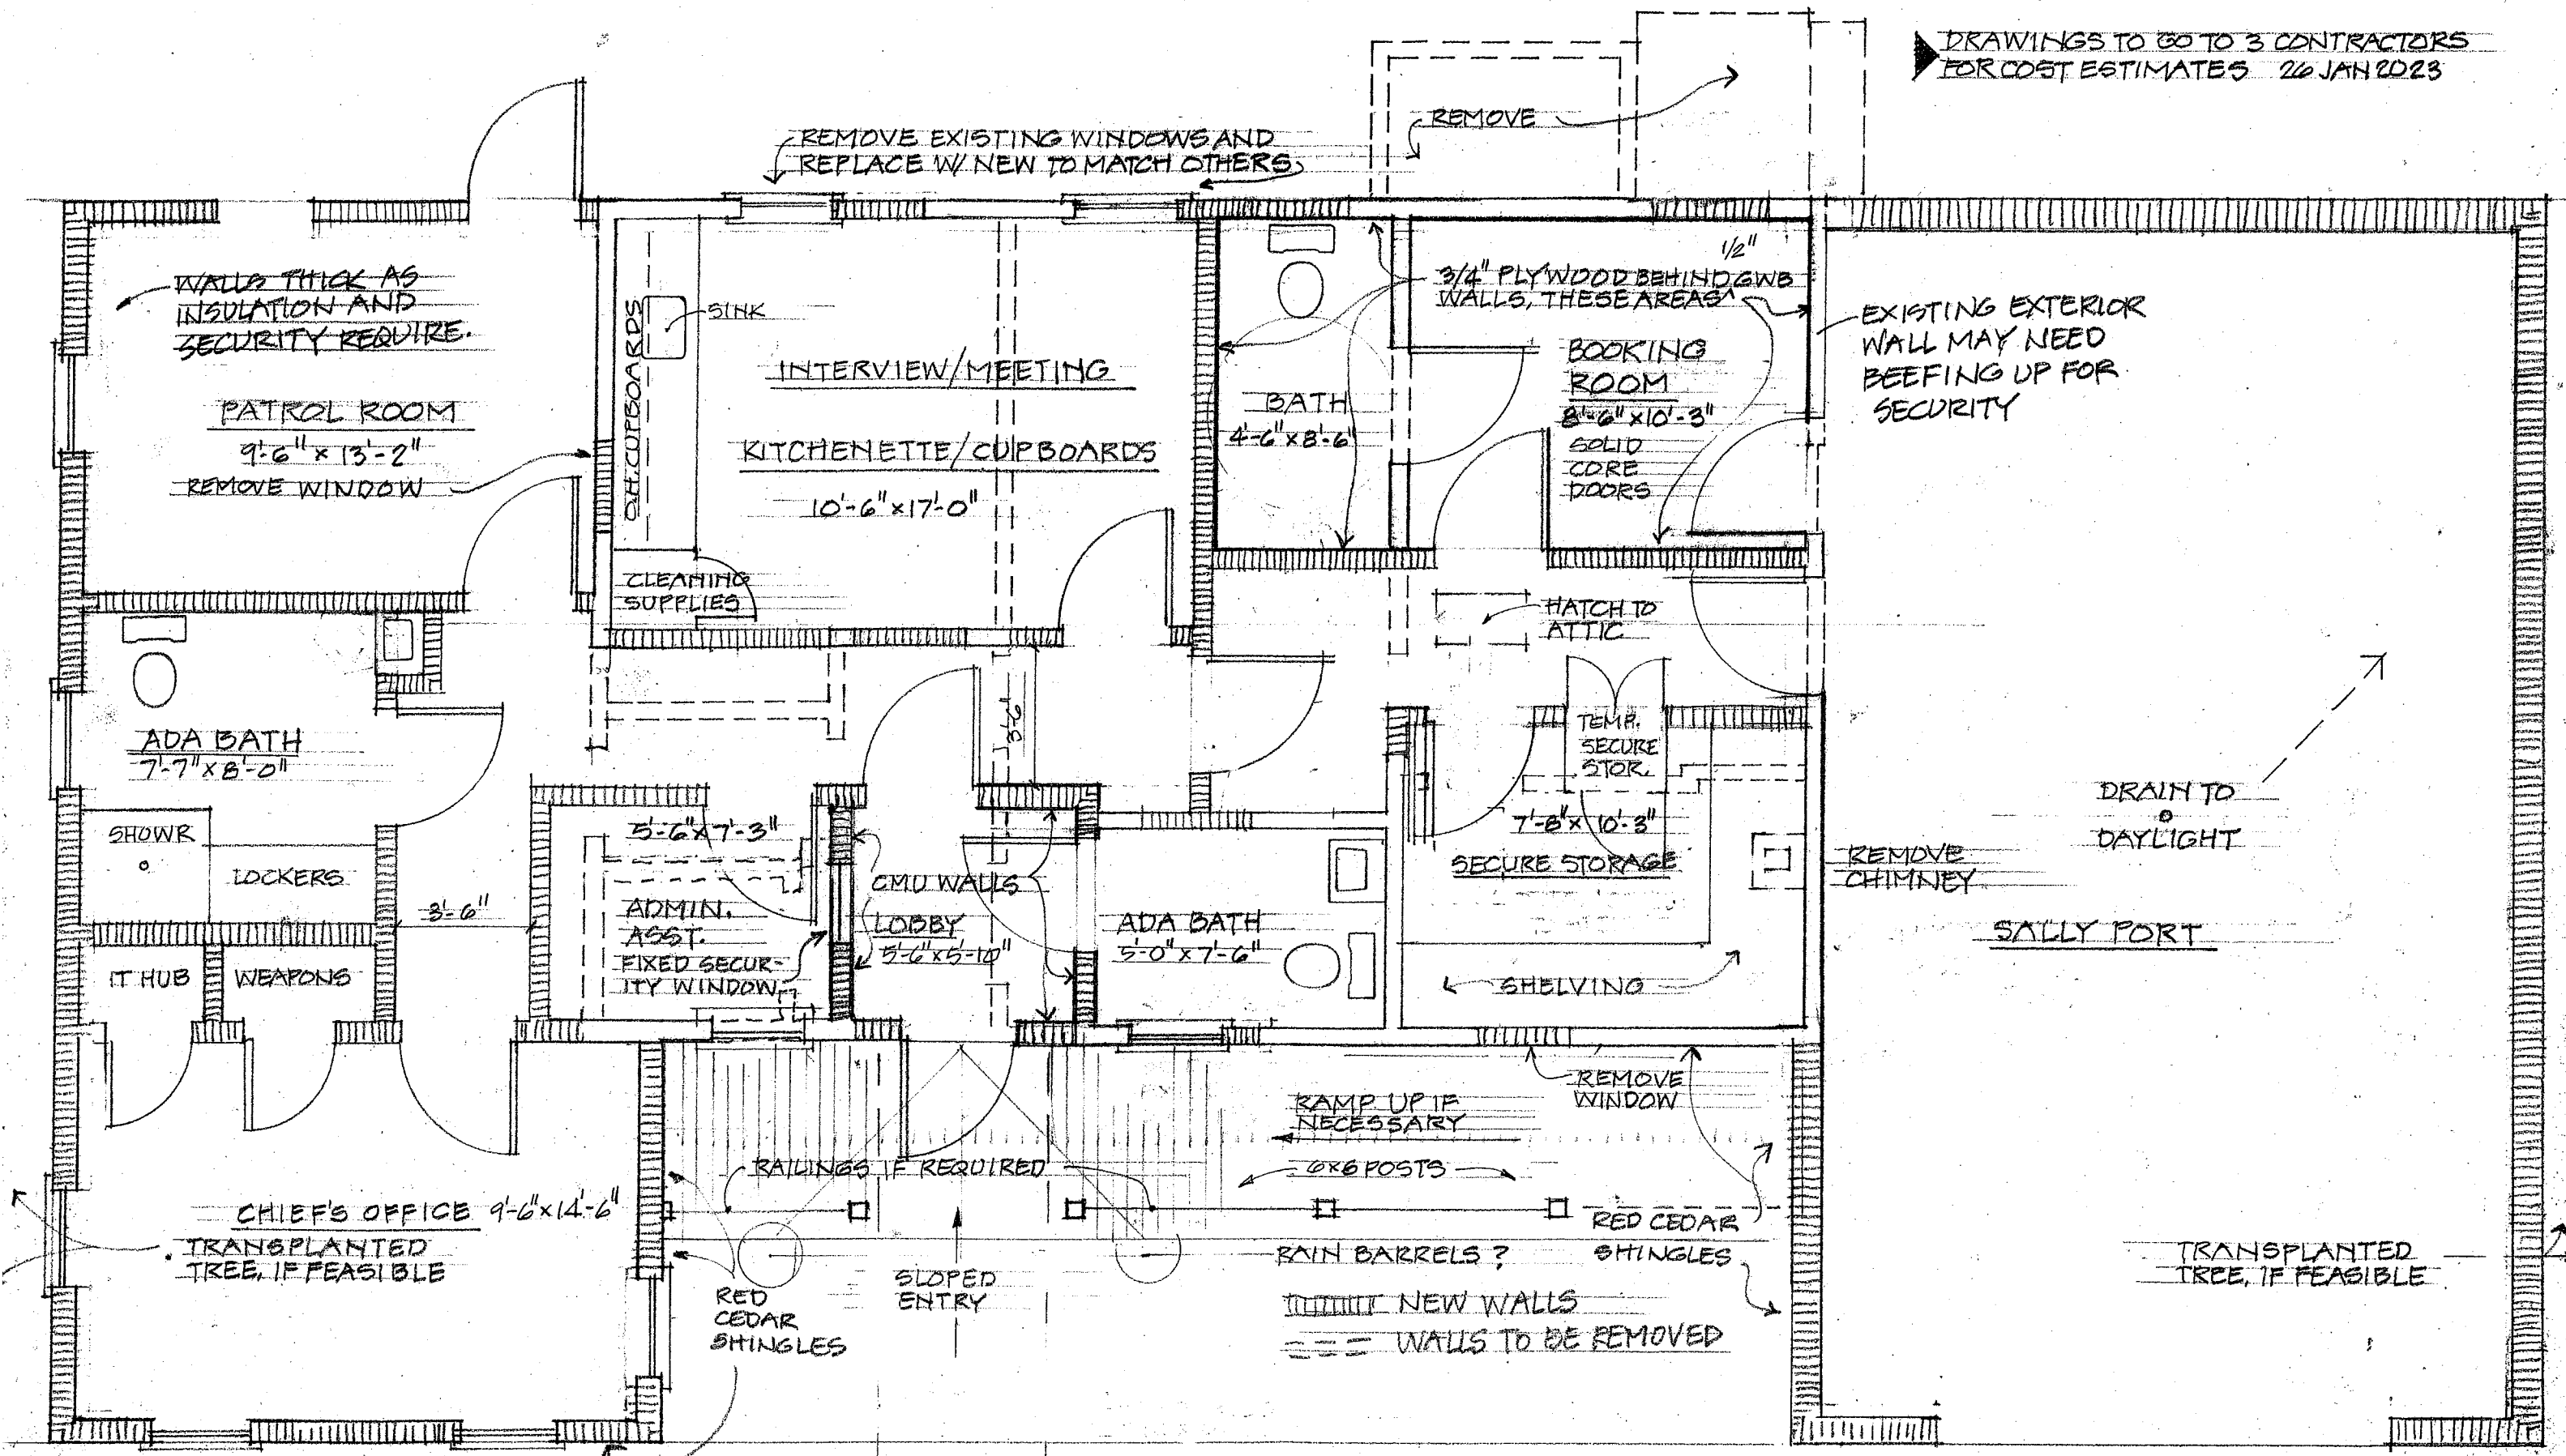 DRAWINGS TO GO TO 3 CONTRACTORS
FOR COST ESTIMATES 26 JAN 2023
REMOVE
REMOVE EXISTING WINDOWS AND
REPLACE W/ NEW TO MATCH OTHERS
WALLS THICK AS
INSULATION AND
SECURITY REQUIRE.
PATROL ROOM
9'-6" x 13'-2"
REMOVE WINDOW
O.H. CUPBOARDS
SINK
INTERVIEW/MEETING
KITCHENETTE/CUPBOARDS
10'-6" x 17'-0"
CLEANING
SUPPLIES
BATH
4'-6" x 8'-6"
1/2"
3/4" PLYWOOD BEHIND GWB
WALLS, THESE AREAS
BOOKING
ROOM
8'-6" x 10'-3"
SOLID
CORE
DOORS
EXISTING EXTERIOR
WALL MAY NEED
BEEFING UP FOR
SECURITY
HATCH TO
ATTIC
ADA BATH
7'-7" x 8'-0"
SHOWR
LOCKERS
3'-6"
IT HUB
WEAPONS
3'-6"
5'-6" x 7'-3"
ADMIN.
ASST.
FIXED SECUR-
ITY WINDOW
CMU WALLS
LOBBY
5'-6" x 5'-10"
ADA BATH
5'-0" x 7'-6"
TEMP.
SECURE
STOR.
7'-8" x 10'-3"
SECURE STORAGE
SHELVING
REMOVE
CHIMNEY
DRAIN TO
DAYLIGHT
SALLY PORT
REMOVE
WINDOW
RAMP UP IF
NECESSARY
RAILINGS IF REQUIRED
6x6 POSTS
CHIEF'S OFFICE 9'-6" x 14'-6"
TRANSPLANTED
TREE, IF FEASIBLE
RED
CEDAR
SHINGLES
SLOPED
ENTRY
RAIN BARRELS ?
RED CEDAR
SHINGLES
NEW WALLS
WALLS TO BE REMOVED
TRANSPLANTED
TREE, IF FEASIBLE